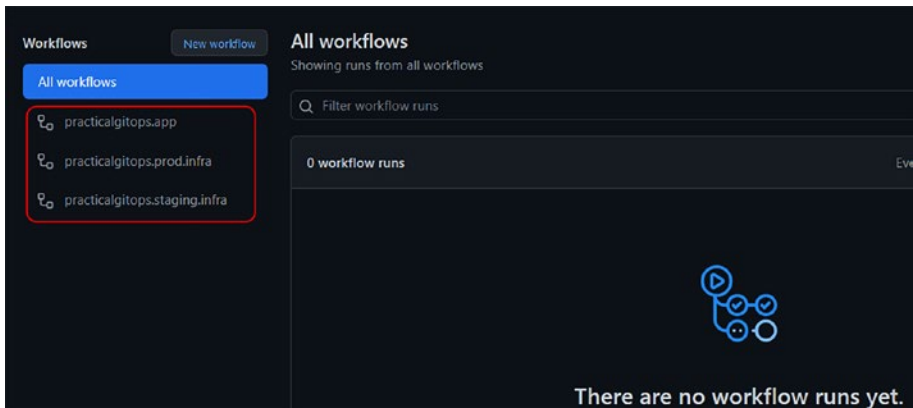 Workflows
New workflow
All workflows
practicalgitops.app
practicalgitops.prod.infra
practicalgitops.staging.infra
All workflows
Showing runs from all workflows
Filter workflow runs
0 workflow runs
Eve
There are no workflow runs yet.